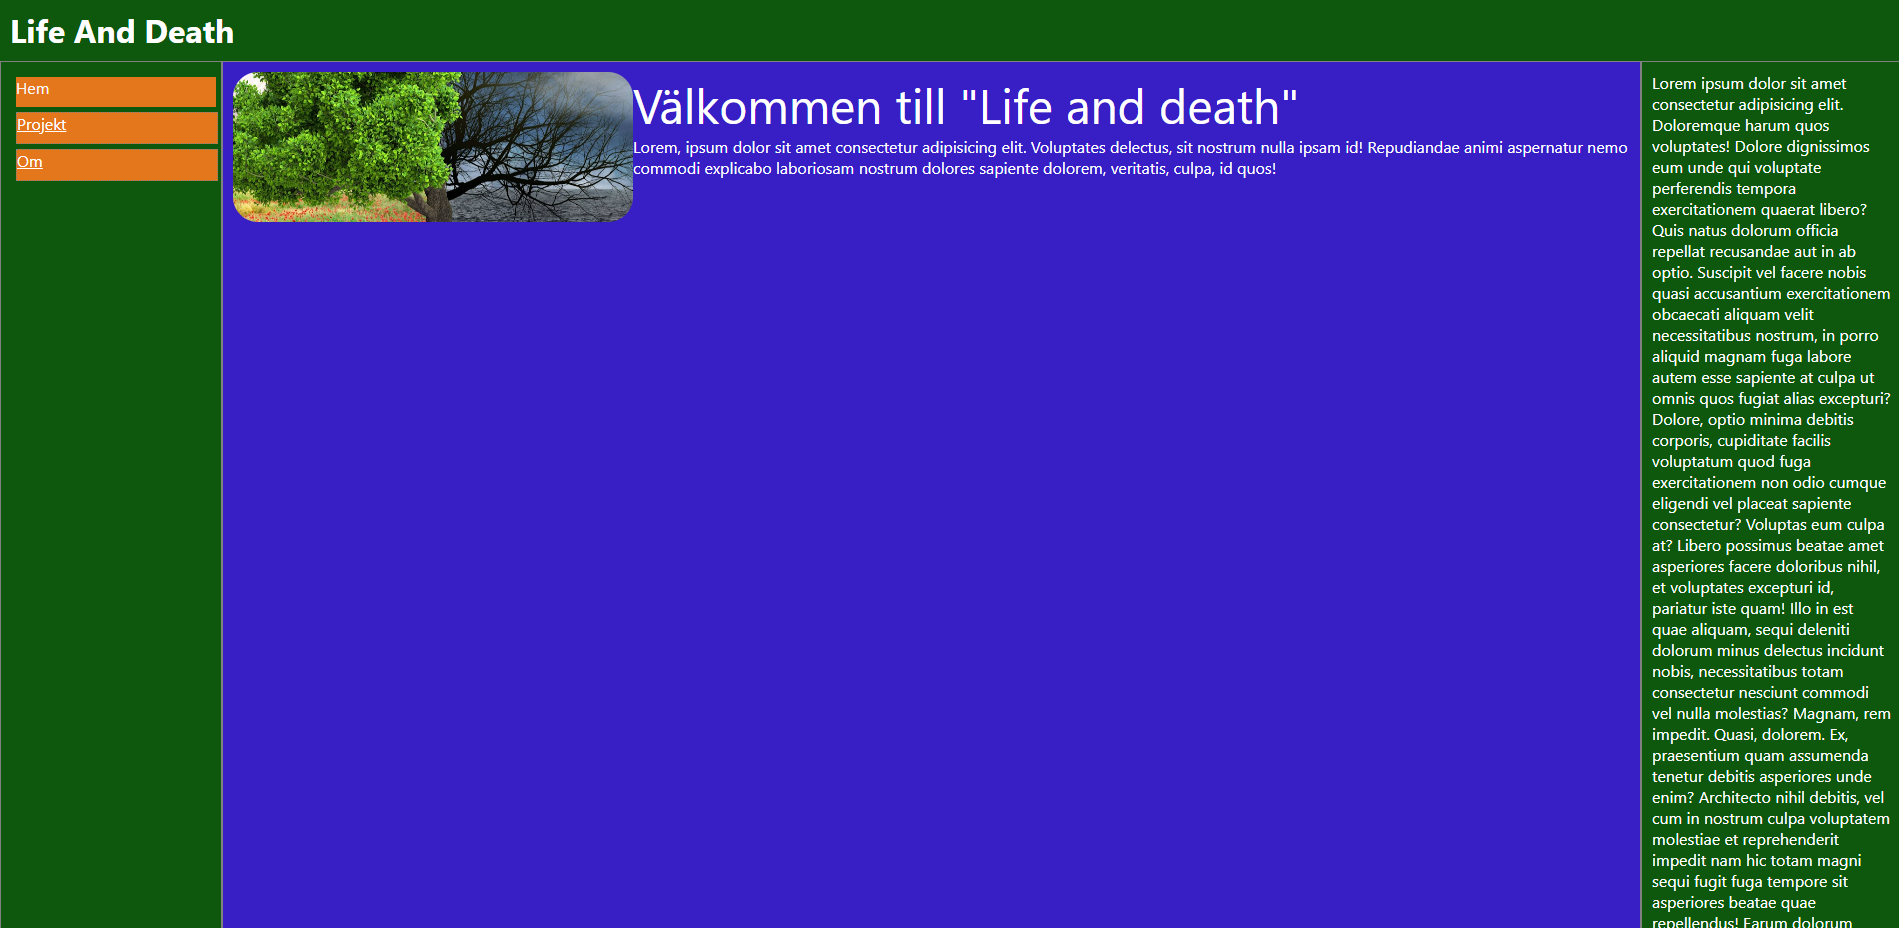 Life And Death
Hem
Projekt
Om
Välkommen till "Life and death"
Lorem, ipsum dolor sit amet consectetur adipisicing elit. Voluptates delectus, sit nostrum nulla ipsam id! Repudiandae animi aspernatur nemo
commodi explicabo laboriosam nostrum dolores sapiente dolorem, veritatis, culpa, id quos!
Lorem ipsum dolor sit amet
consectetur adipisicing elit.
Doloremque harum quos
voluptates! Dolore dignissimos
eum unde qui voluptate
perferendis tempora
exercitationem quaerat libero?
Quis natus dolorum officia
repellat recusandae aut in ab
optio. Suscipit vel facere nobis
quasi accusantium exercitationem
obcaecati aliquam velit
necessitatibus nostrum, in porro
aliquid magnam fuga labore
autem esse sapiente at culpa ut
omnis quos fugiat alias excepturi?
Dolore, optio minima debitis
corporis, cupiditate facilis
voluptatum quod fuga
exercitationem non odio cumque
eligendi vel placeat sapiente
consectetur? Voluptas eum culpa
at? Libero possimus beatae amet
asperiores facere doloribus nihil,
et voluptates excepturi id,
pariatur iste quam! Illo in est
quae aliquam, sequi deleniti
dolorum minus delectus incidunt
nobis, necessitatibus totam
consectetur nesciunt commodi
vel nulla molestias? Magnam, rem
impedit. Quasi, dolorem. Ex,
praesentium quam assumenda
tenetur debitis asperiores unde
enim? Architecto nihil debitis, vel
cum in nostrum culpa voluptatem
molestiae et reprehenderit
impedit nam hic totam magni
sequi fugit fuga tempore sit
asperiores beatae quae
repellendus! Earum dolorum